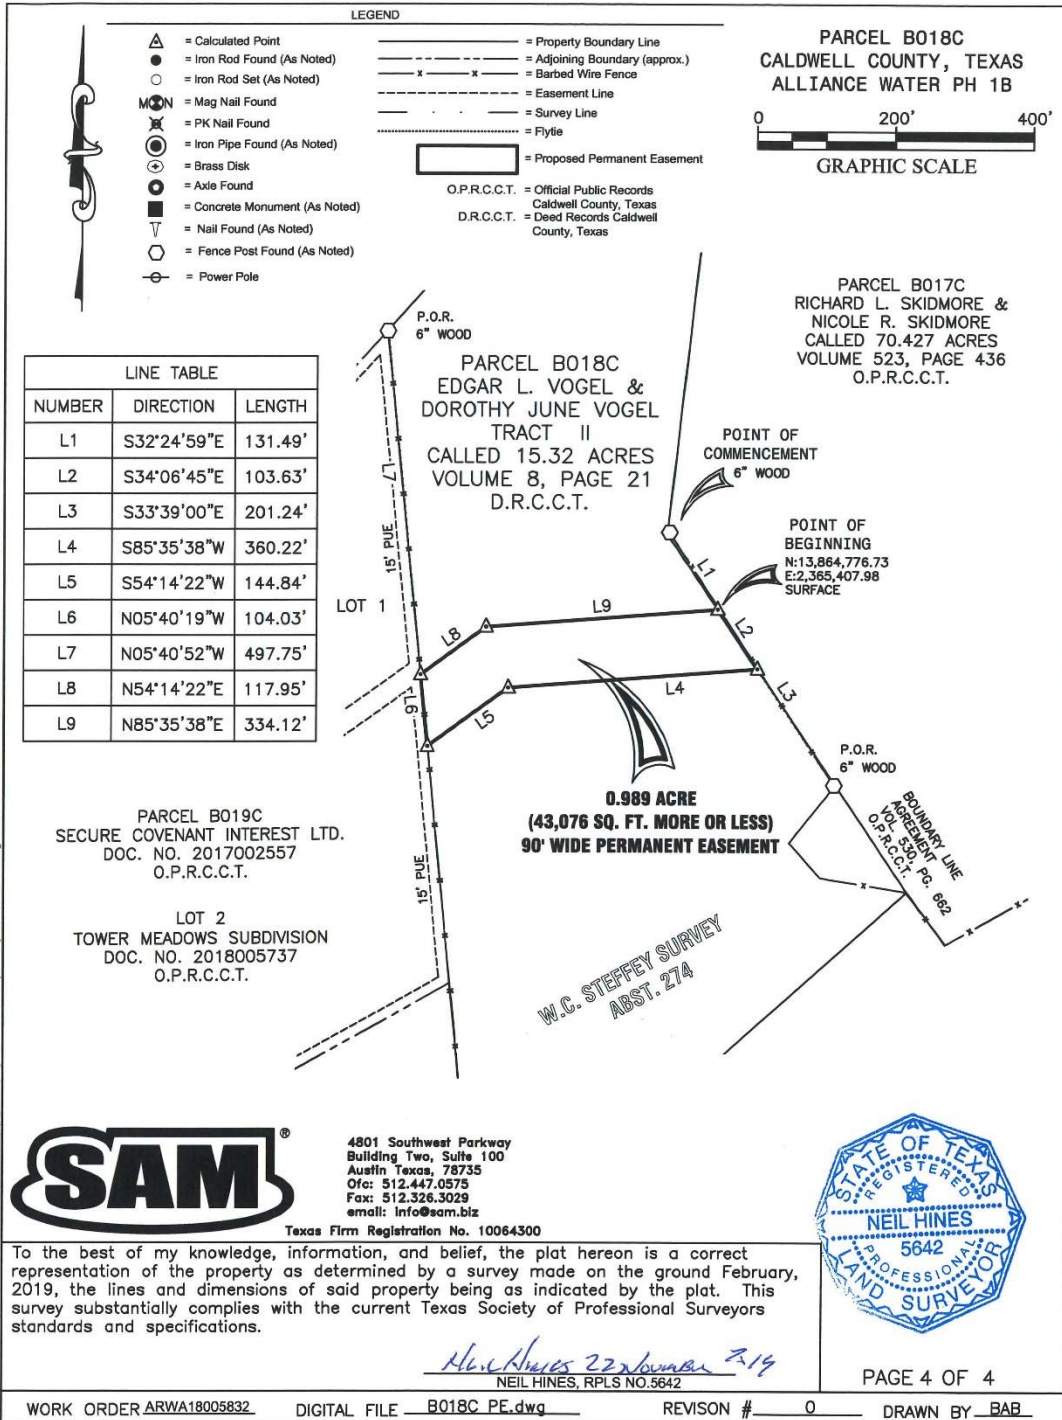 LEGEND
= Calculated Point
= Iron Rod Found (As Noted)
= Iron Rod Set (As Noted)
M N = Mag Nail Found
= PK Nail Found
= Iron Pipe Found (As Noted)
= Brass Disk
= Axle Found
= Concrete Monument (As Noted)
= Nail Found (As Noted)
= Fence Post Found (As Noted)
= Power Pole
= Property Boundary Line
= Adjoining Boundary (approx.)
= Barbed Wire Fence
= Easement Line
= Survey Line
= Flytie
= Proposed Permanent Easement
O.P.R.C.C.T. = Official Public Records
Caldwell County, Texas
D.R.C.C.T. = Deed Records Caldwell
County, Texas
PARCEL B018C
CALDWELL COUNTY, TEXAS
ALLIANCE WATER PH 1B
0 200' 400'
GRAPHIC SCALE
PARCEL B017C
RICHARD L. SKIDMORE &
NICOLE R. SKIDMORE
CALLED 70.427 ACRES
VOLUME 523, PAGE 436
O.P.R.C.C.T.
P.O.R.
6" WOOD
PARCEL B018C
EDGAR L. VOGEL &
DOROTHY JUNE VOGEL
TRACT II
CALLED 15.32 ACRES
VOLUME 8, PAGE 21
D.R.C.C.T.
LINE TABLE
NUMBER DIRECTION LENGTH
L1 S32°24'59"E 131.49'
L2 S34°06'45"E 103.63'
L3 S33°39'00"E 201.24'
L4 S85°35'38"W 360.22'
L5 S54°14'22"W 144.84'
L6 N05°40'19"W 104.03'
L7 N05°40'52"W 497.75'
L8 N54°14'22"E 117.95'
L9 N85°35'38"E 334.12'
POINT OF
COMMENCEMENT
6" WOOD
POINT OF
BEGINNING
N:13,864,776.73
E:2,365,407.98
SURFACE
L7
15' PUE
LOT 1
L1
L9
L8
L2
L4
L3
L6
L5
P.O.R.
6" WOOD
0.989 ACRE
(43,076 SQ. FT. MORE OR LESS)
90' WIDE PERMANENT EASEMENT
BOUNDARY LINE
AGREEMENT
VOL. 530, PG. 662
O.P.R.C.C.T.
PARCEL B019C
SECURE COVENANT INTEREST LTD.
DOC. NO. 2017002557
O.P.R.C.C.T.
15' PUE
LOT 2
TOWER MEADOWS SUBDIVISION
DOC. NO. 2018005737
O.P.R.C.C.T.
W.C. STEFFEY SURVEY
ABST. 274
SAM®
4801 Southwest Parkway
Building Two, Suite 100
Austin Texas, 78735
Ofc: 512.447.0575
Fax: 512.326.3029
email: info@sam.biz
Texas Firm Registration No. 10064300
STATE OF TEXAS
REGISTERED
NEIL HINES
5642
PROFESSIONAL
LAND SURVEYOR
To the best of my knowledge, information, and belief, the plat hereon is a correct
representation of the property as determined by a survey made on the ground February,
2019, the lines and dimensions of said property being as indicated by the plat. This
survey substantially complies with the current Texas Society of Professional Surveyors
standards and specifications.
Neil Hines 22 November 2019
NEIL HINES, RPLS NO.5642
PAGE 4 OF 4
WORK ORDER ARWA18005832 DIGITAL FILE B018C PE.dwg REVISON # 0 DRAWN BY BAB